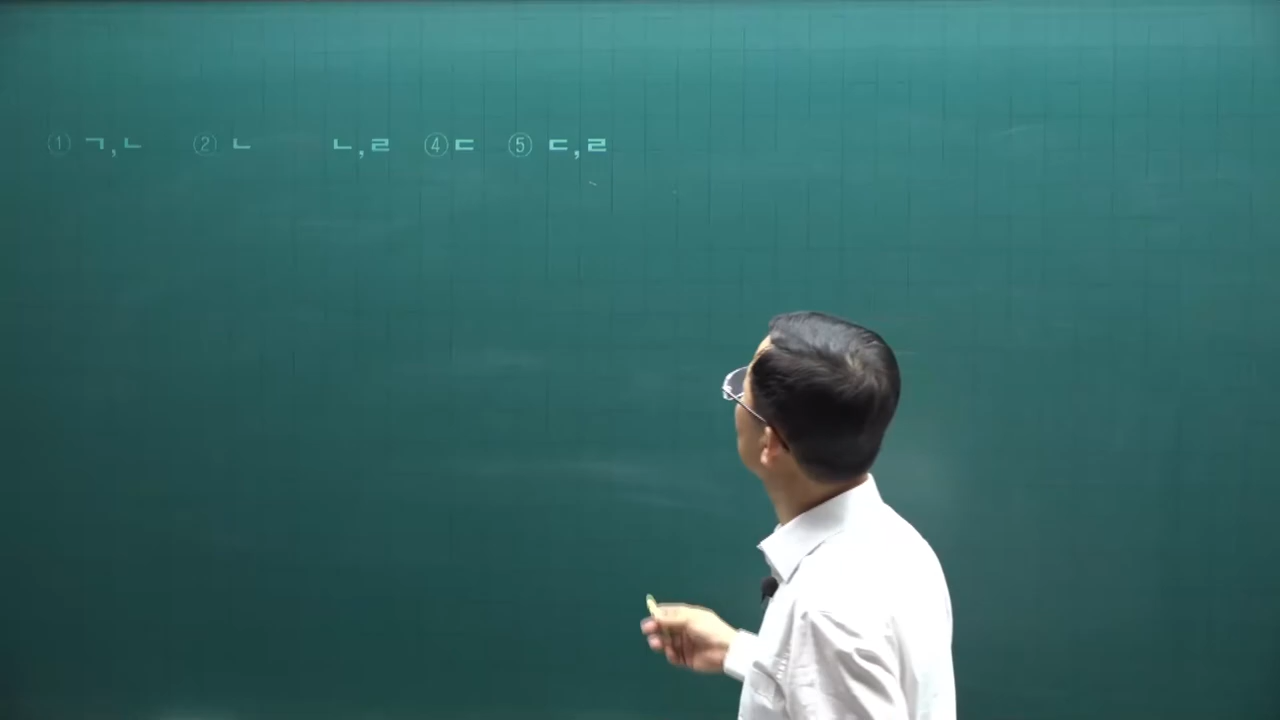 ① ㄱ,ㄴ ② ㄴ ㄴ,ㄹ ④ ㄷ ⑤ ㄷ,ㄹ